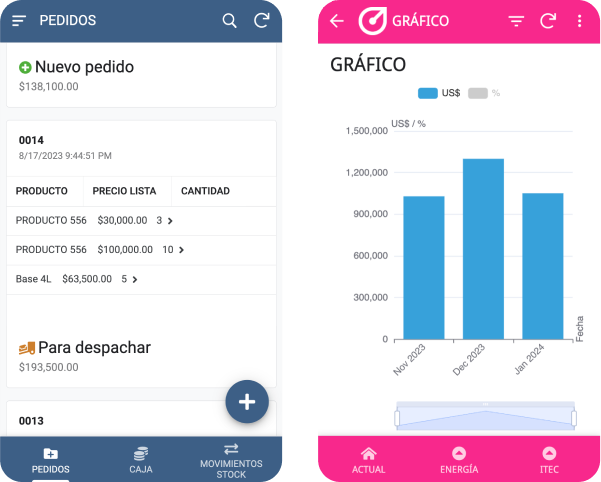 PEDIDOS
Nuevo pedido
$138,100.00
0014
8/17/2023 9:44:51 PM
PRODUCTO PRECIO LISTA CANTIDAD
PRODUCTO 556 $30,000.00 3
PRODUCTO 556 $100,000.00 10
Base 4L $63,500.00 5
Para despachar
$193,500.00
0013
PEDIDOS CAJA MOVIMIENTOS STOCK
GRÁFICO
GRÁFICO
US$ %
US$ / %
1,500,000
1,200,000
900,000
600,000
300,000
0
Nov 2023 Dec 2023 Jan 2024
Fecha
ACTUAL ENERGÍA ITEC